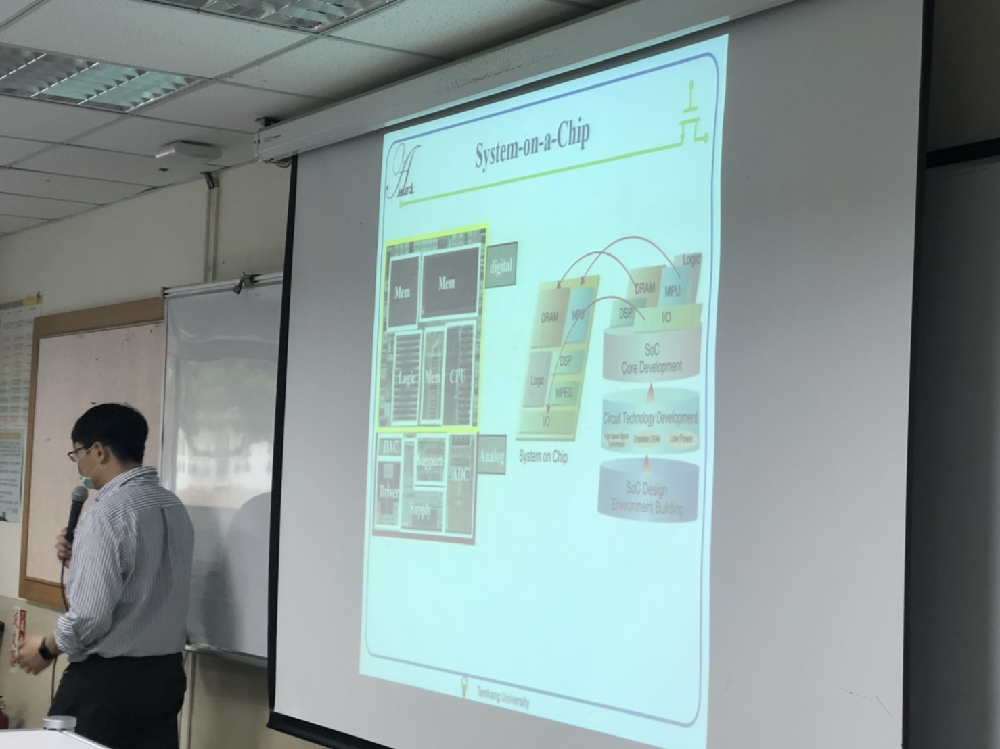 System-on-a-Chip
Mem
Mem
digital
Logic
Mem
CPU
DAC
Support
ADC
Analog
Driver
Supply
DRAM
MPU
DSP
Logic
MPEG
I/O
System on Chip
Logic
DRAM
MPU
DSP
I/O
SoC
Core Development
Circuit Technology Development
Embedded DRAM
Low Power
SoC Design
Environment Building
Tamkang University